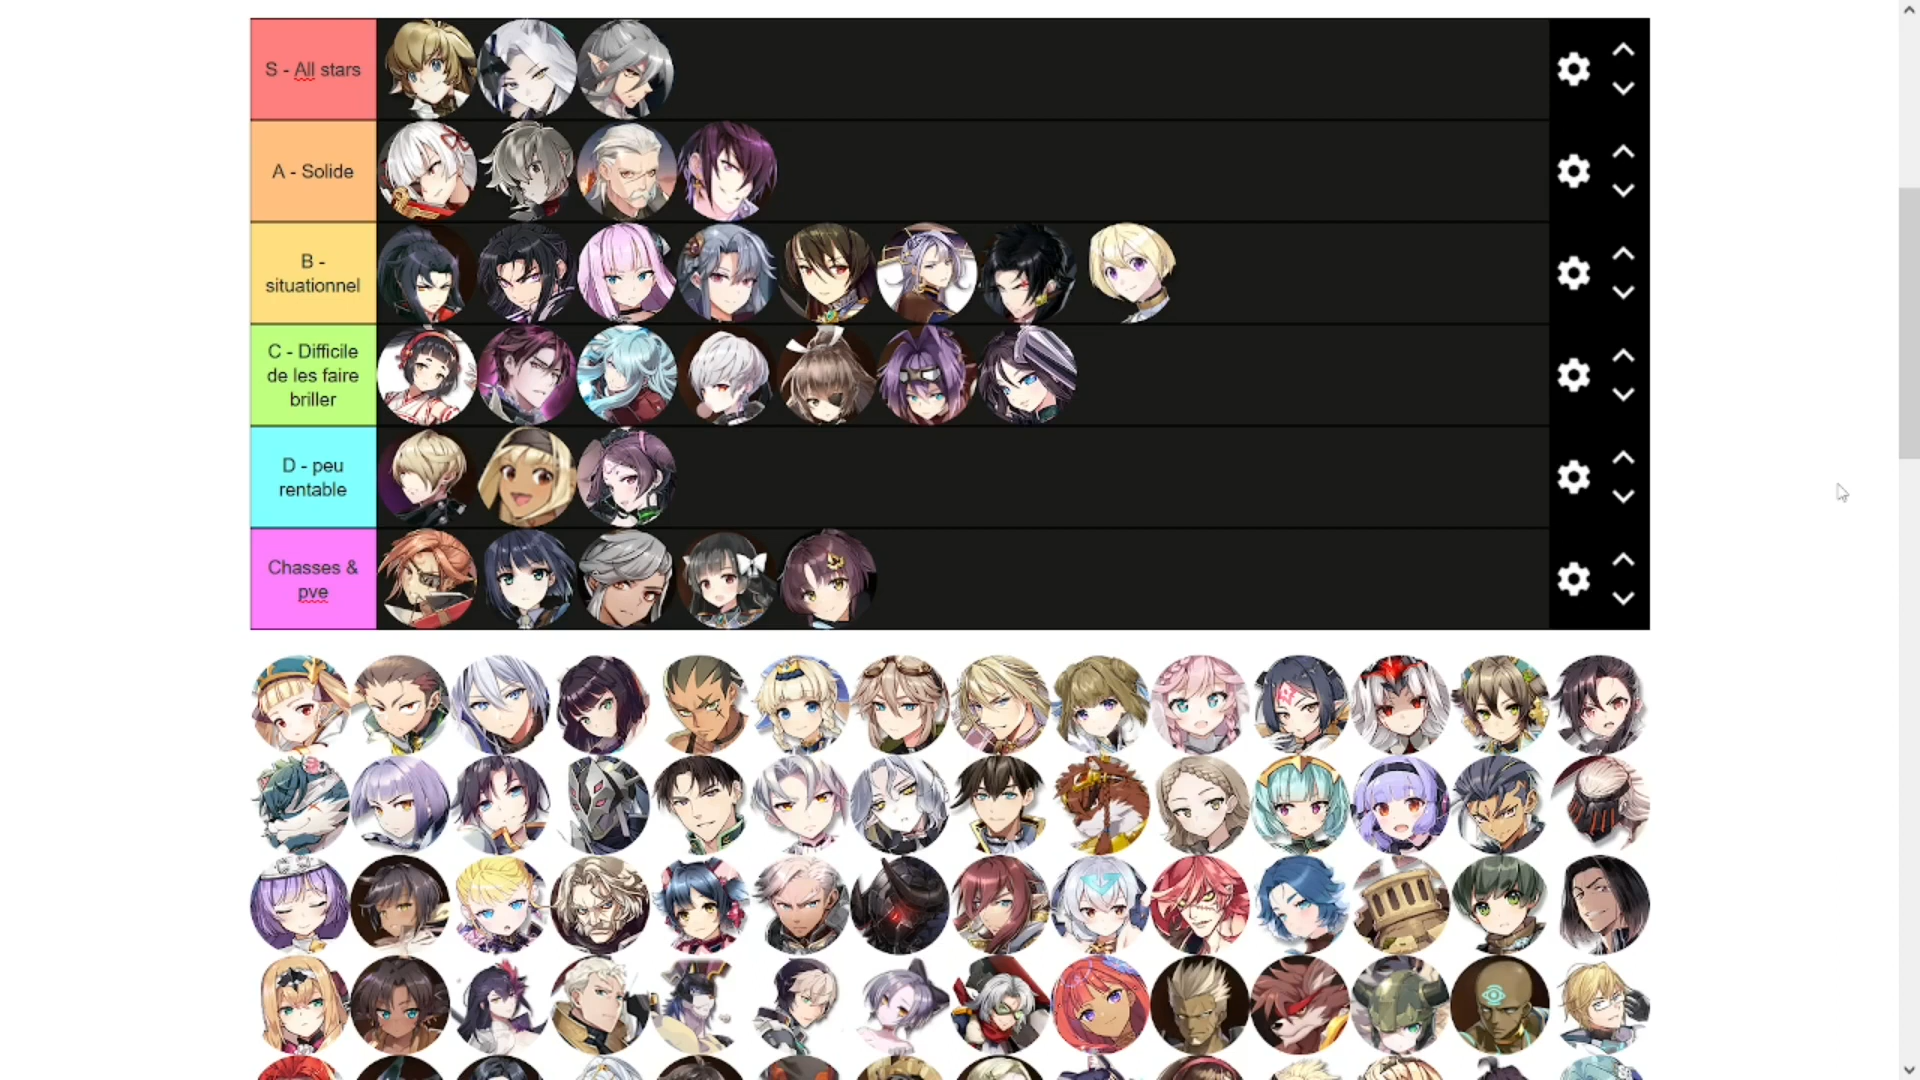 S - All stars
A - Solide
B -
situationnel
C - Difficile
de les faire
briller
D - peu
rentable
Chasses &
pve